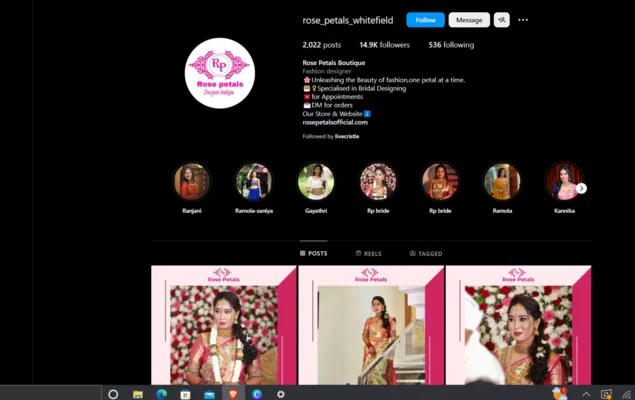 rose_petals_whitefield Follow Message
2,022 posts 14.9K followers 536 following
RP
Rose petals
Designer boutique
Rose Petals Boutique
Fashion designer
🌸Unleashing the Beauty of fashion,one petal at a time.
Specialised in Bridal Designing
for Appointments
📩DM for orders
Our Store & Website⬇️
rosepetalsofficial.com
Followed by livecristle
Ranjani Ramola-saniya Gayathri Rp bride Rp bride Ramola Kannika
POSTS REELS TAGGED
Rose Petals Rose Petals Rose Petals